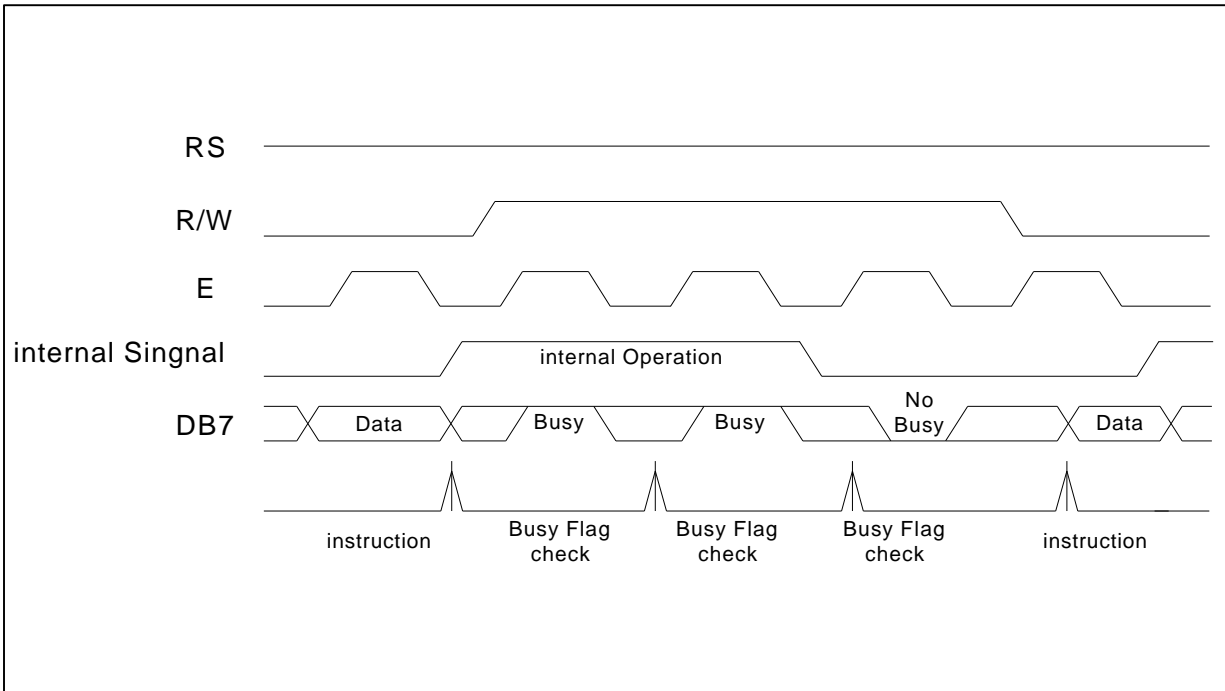 RS
R/W
E
internal Singnal
internal Operation
DB7
Data
Busy
Busy
No
Busy
Data
instruction
Busy Flag
check
Busy Flag
check
Busy Flag
check
instruction